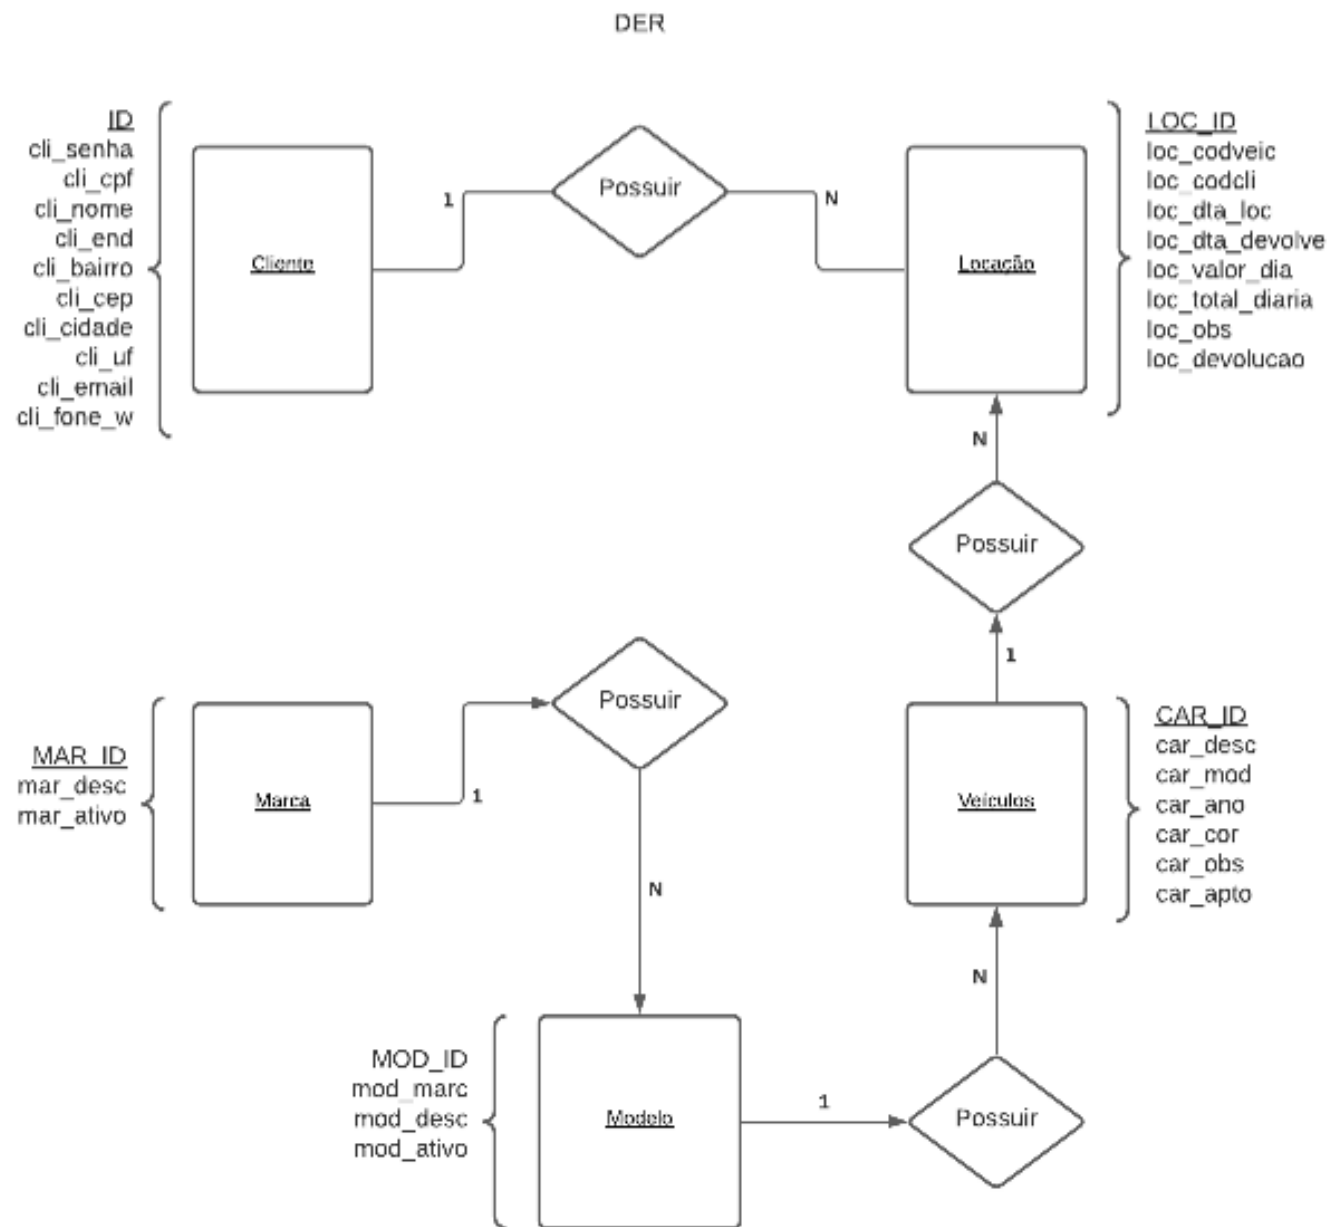 DER
ID
cli_senha
cli_cpf
cli_nome
cli_end
cli_bairro
cli_cep
cli_cidade
cli_uf
cli_email
cli_fone_w
Cliente
1
Possuir
N
Locação
LOC_ID
loc_codveic
loc_codcli
loc_dta_loc
loc_dta_devolve
loc_valor_dia
loc_total_diaria
loc_obs
loc_devolucao
N
Possuir
1
MAR_ID
mar_desc
mar_ativo
Marca
1
Possuir
N
Veículos
CAR_ID
car_desc
car_mod
car_ano
car_cor
car_obs
car_apto
N
MOD_ID
mod_marc
mod_desc
mod_ativo
Modelo
1
Possuir